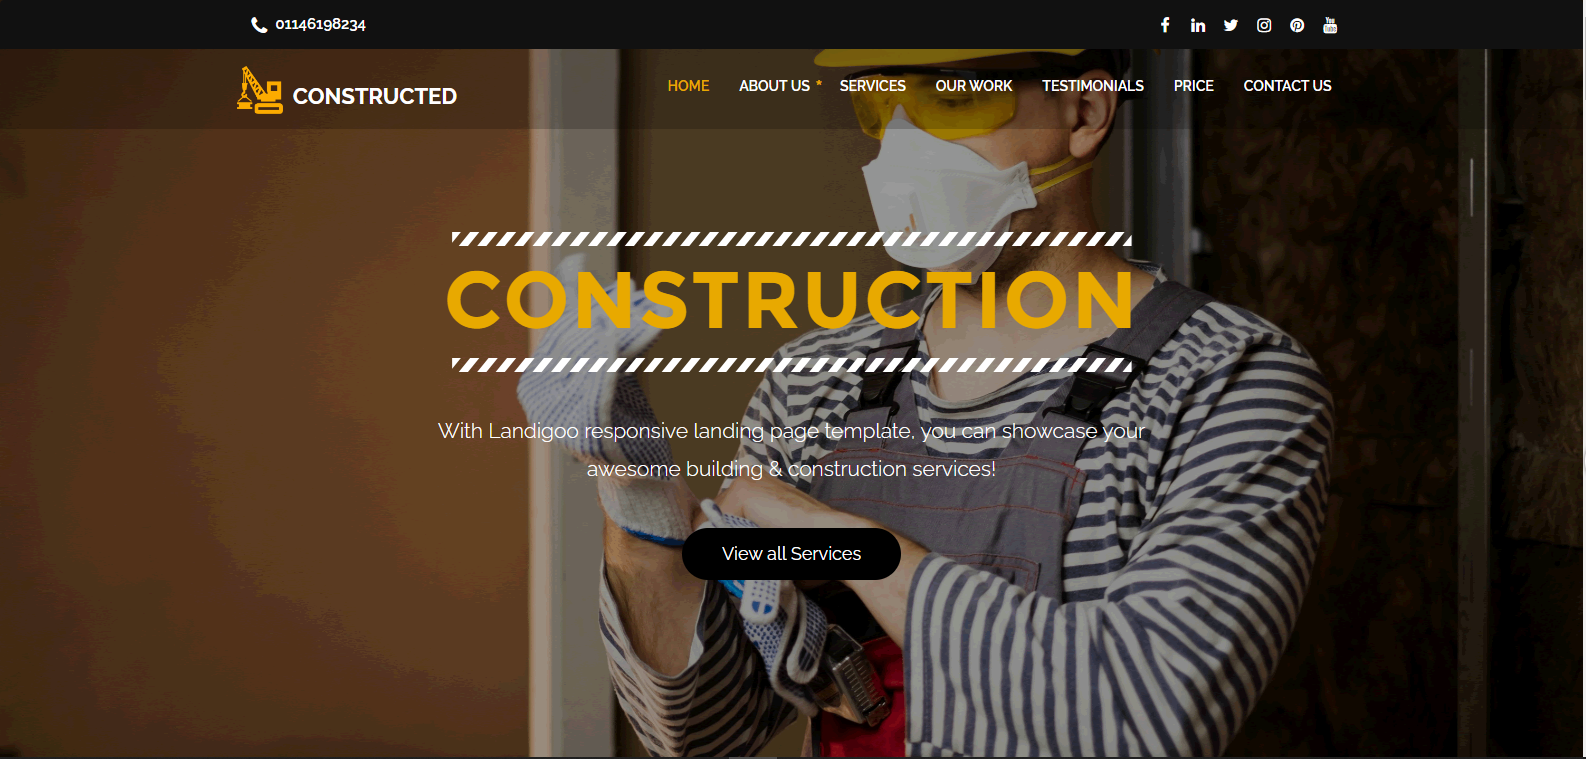 01146198234
CONSTRUCTED
HOME ABOUT US * SERVICES OUR WORK TESTIMONIALS PRICE CONTACT US
CONSTRUCTION
With Landigoo responsive landing page template, you can showcase your
awesome building & construction services!
View all Services